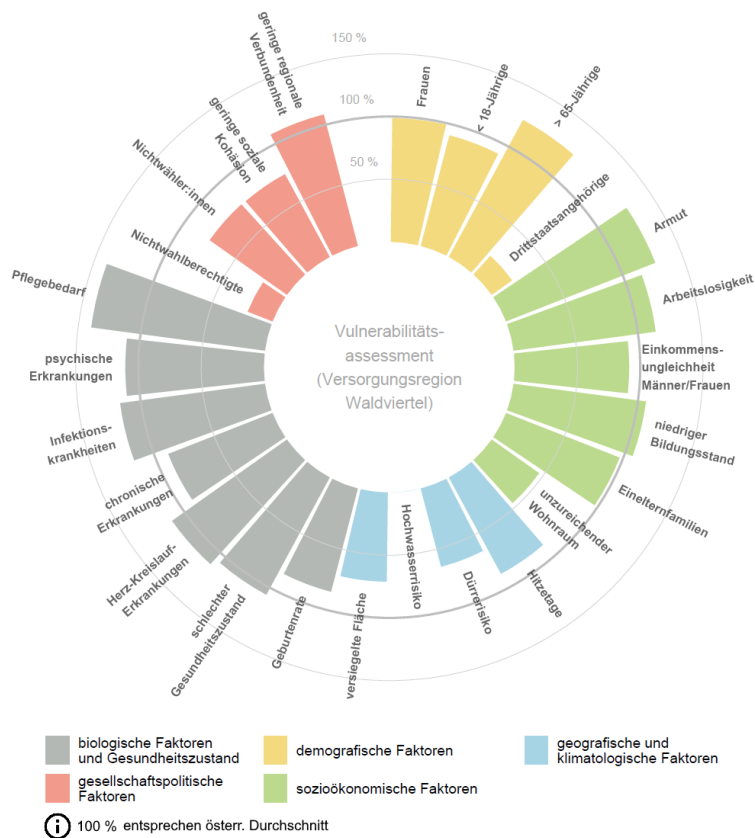 150 %
100 %
50 %
Frauen
< 18-Jährige
> 65-Jährige
Drittstaatsangehörige
Armut
Arbeitslosigkeit
Einkommens-
ungleichheit
Männer/Frauen
niedriger
Bildungsstand
Einelternfamilien
unzureichender
Wohnraum
Hitzetage
Dürrerisiko
Hochwasserrisiko
versiegelte Fläche
Geburtenrate
schlechter
Gesundheitszustand
Herz-Kreislauf-
Erkrankungen
chronische
Erkrankungen
Infektions-
krankheiten
psychische
Erkrankungen
Pflegebedarf
Nichtwahlberechtigte
Nichtwähler:innen
geringe soziale
Kohäsion
geringe regionale
Verbundenheit
Vulnerabilitäts-
assessment
(Versorgungsregion
Waldviertel)
biologische Faktoren
und Gesundheitszustand
demografische Faktoren
geografische und
klimatologische Faktoren
gesellschaftspolitische
Faktoren
sozioökonomische Faktoren
100 % entsprechen österr. Durchschnitt